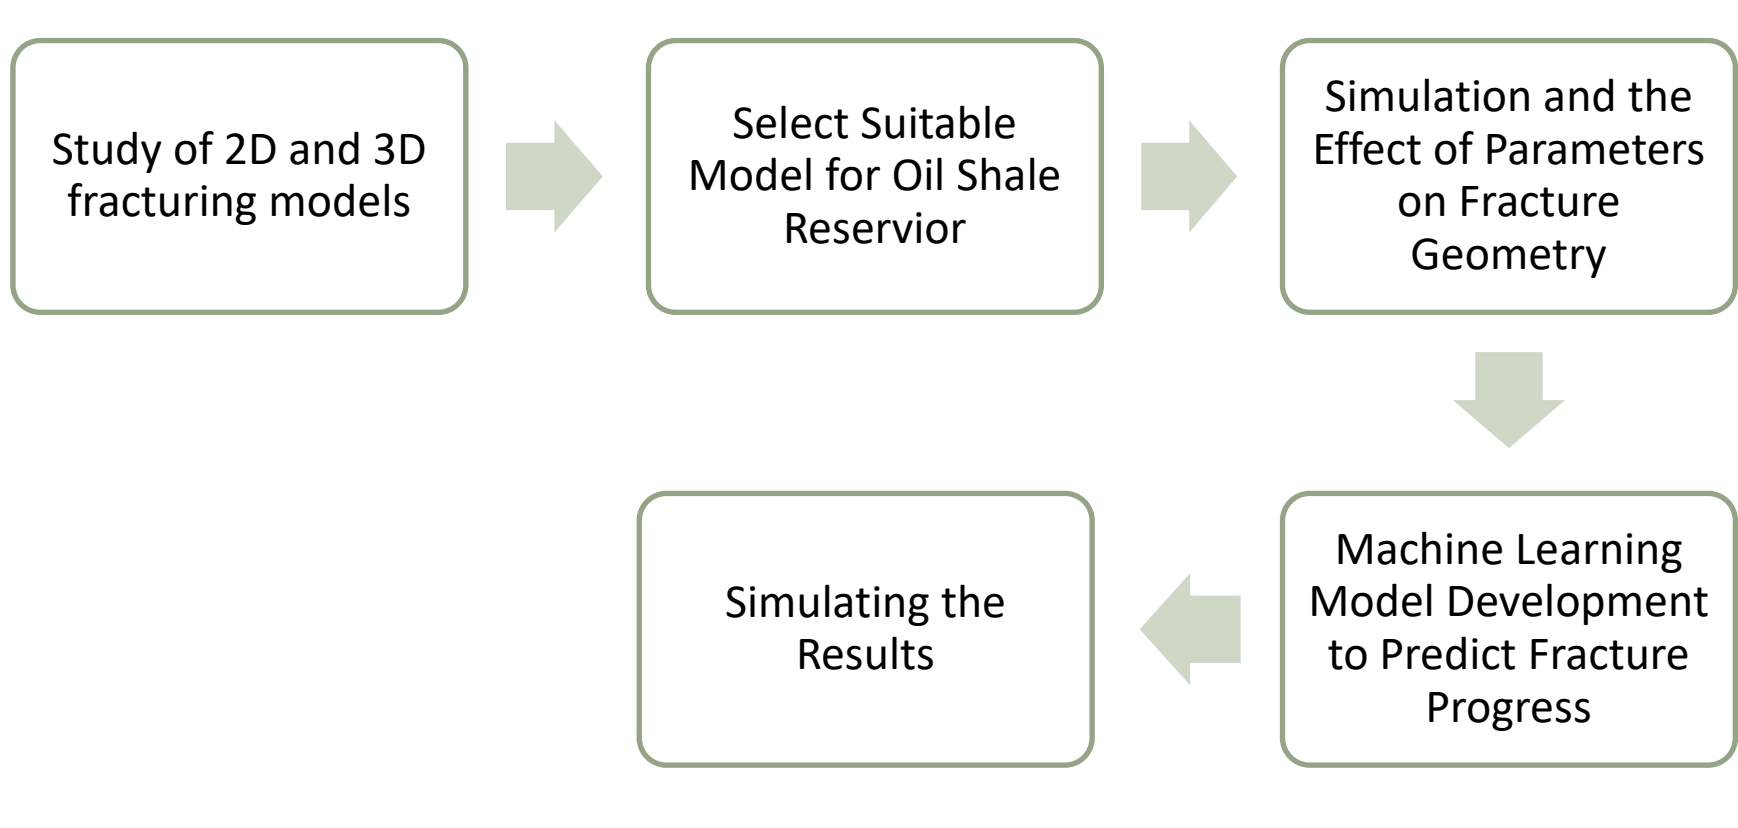 Study of 2D and 3D
fracturing models
Select Suitable
Model for Oil Shale
Reservior
Simulation and the
Effect of Parameters
on Fracture
Geometry
Machine Learning
Model Development
to Predict Fracture
Progress
Simulating the
Results